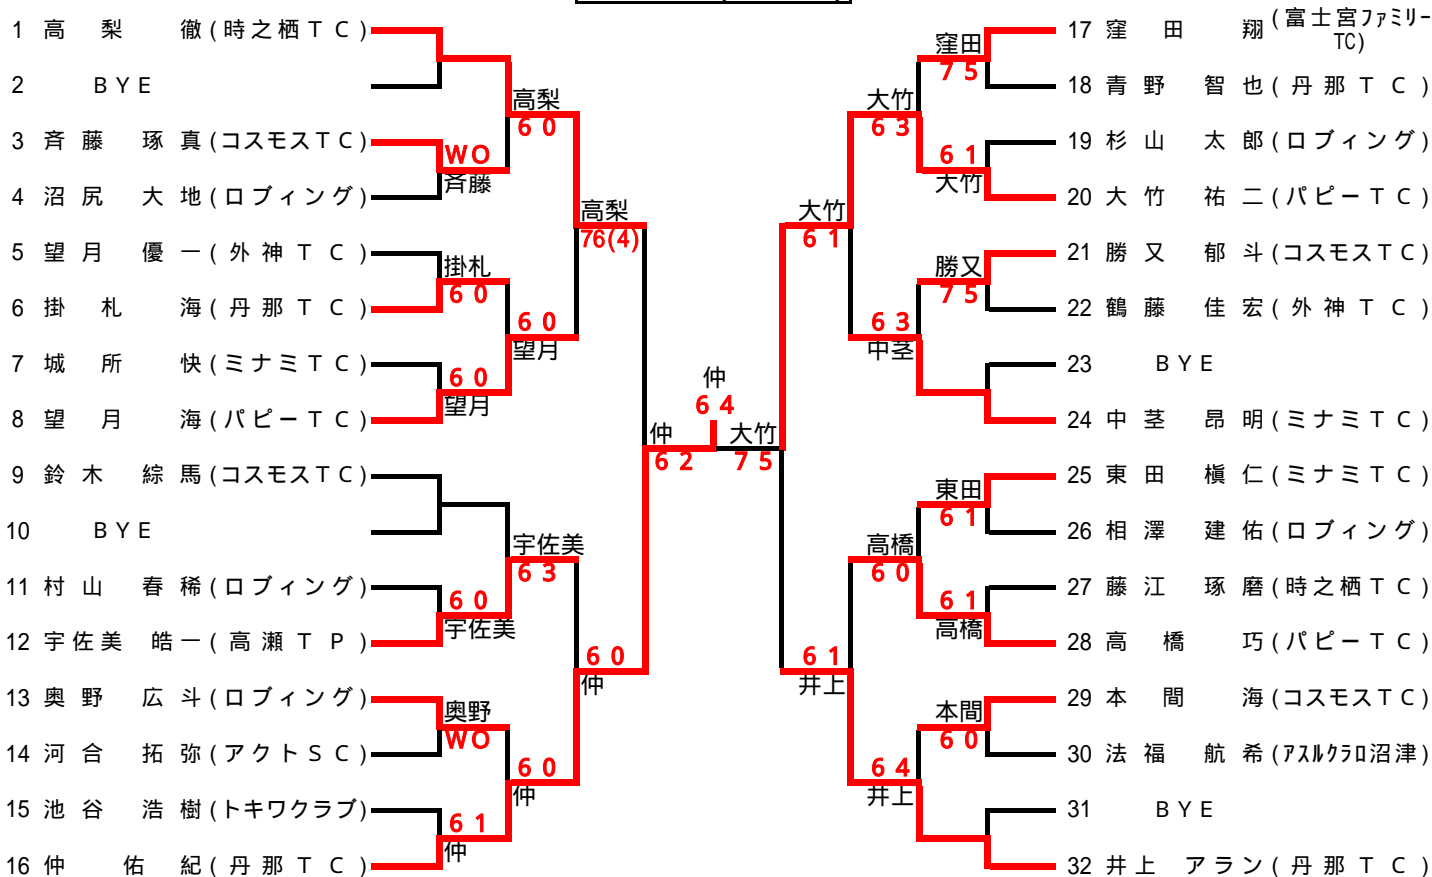 1 高 梨 徹 (時之栖ＴＣ)
2 ＢＹＥ
3 斉 藤 琢 真 (コスモスＴＣ)
4 沼 尻 大 地 (ロブィング)
5 望 月 優 一 (外神ＴＣ)
6 掛 札 海 (丹那ＴＣ)
7 城 所 快 (ミナミTC)
8 望 月 海 (パピーＴＣ)
9 鈴 木 綜 馬 (コスモスＴＣ)
10 ＢＹＥ
11 村 山 春 稀 (ロブィング)
12 宇佐美 皓一 (高瀬ＴＰ)
13 奥 野 広 斗 (ロブィング)
14 河 合 拓 弥 (アクトＳＣ)
15 池 谷 浩 樹 (トキワクラブ)
16 仲 佑 紀 (丹那ＴＣ)
WO
斉藤
掛札
6 0
6 0
望月
6 0
宇佐美
奥野
WO
6 1
仲
高梨
6 0
6 0
望月
宇佐美
6 3
6 0
仲
高梨
76(4)
6 0
仲
仲
6 2
仲
6 4
大竹
7 5
大竹
6 1
6 1
井上
大竹
6 3
6 3
中茎
高橋
6 0
6 4
井上
窪田
7 5
6 1
大竹
勝又
7 5
東田
6 1
6 1
高橋
本間
6 0
17 窪 田 翔 (富士宮ファミリーTC)
18 青 野 智 也 (丹那ＴＣ)
19 杉 山 太 郎 (ロブィング)
20 大 竹 祐 二 (パピーＴＣ)
21 勝 又 郁 斗 (コスモスＴＣ)
22 鶴 藤 佳 宏 (外神ＴＣ)
23 ＢＹＥ
24 中 茎 昂 明 (ミナミTC)
25 東 田 槙 仁 (ミナミＴＣ)
26 相 澤 建 佑 (ロブィング)
27 藤 江 琢 磨 (時之栖ＴＣ)
28 高 橋 巧 (パピーＴＣ)
29 本 間 海 (コスモスＴＣ)
30 法 福 航 希 (ｱｽﾙｸﾗﾛ沼津)
31 ＢＹＥ
32 井上 アラン (丹那ＴＣ)